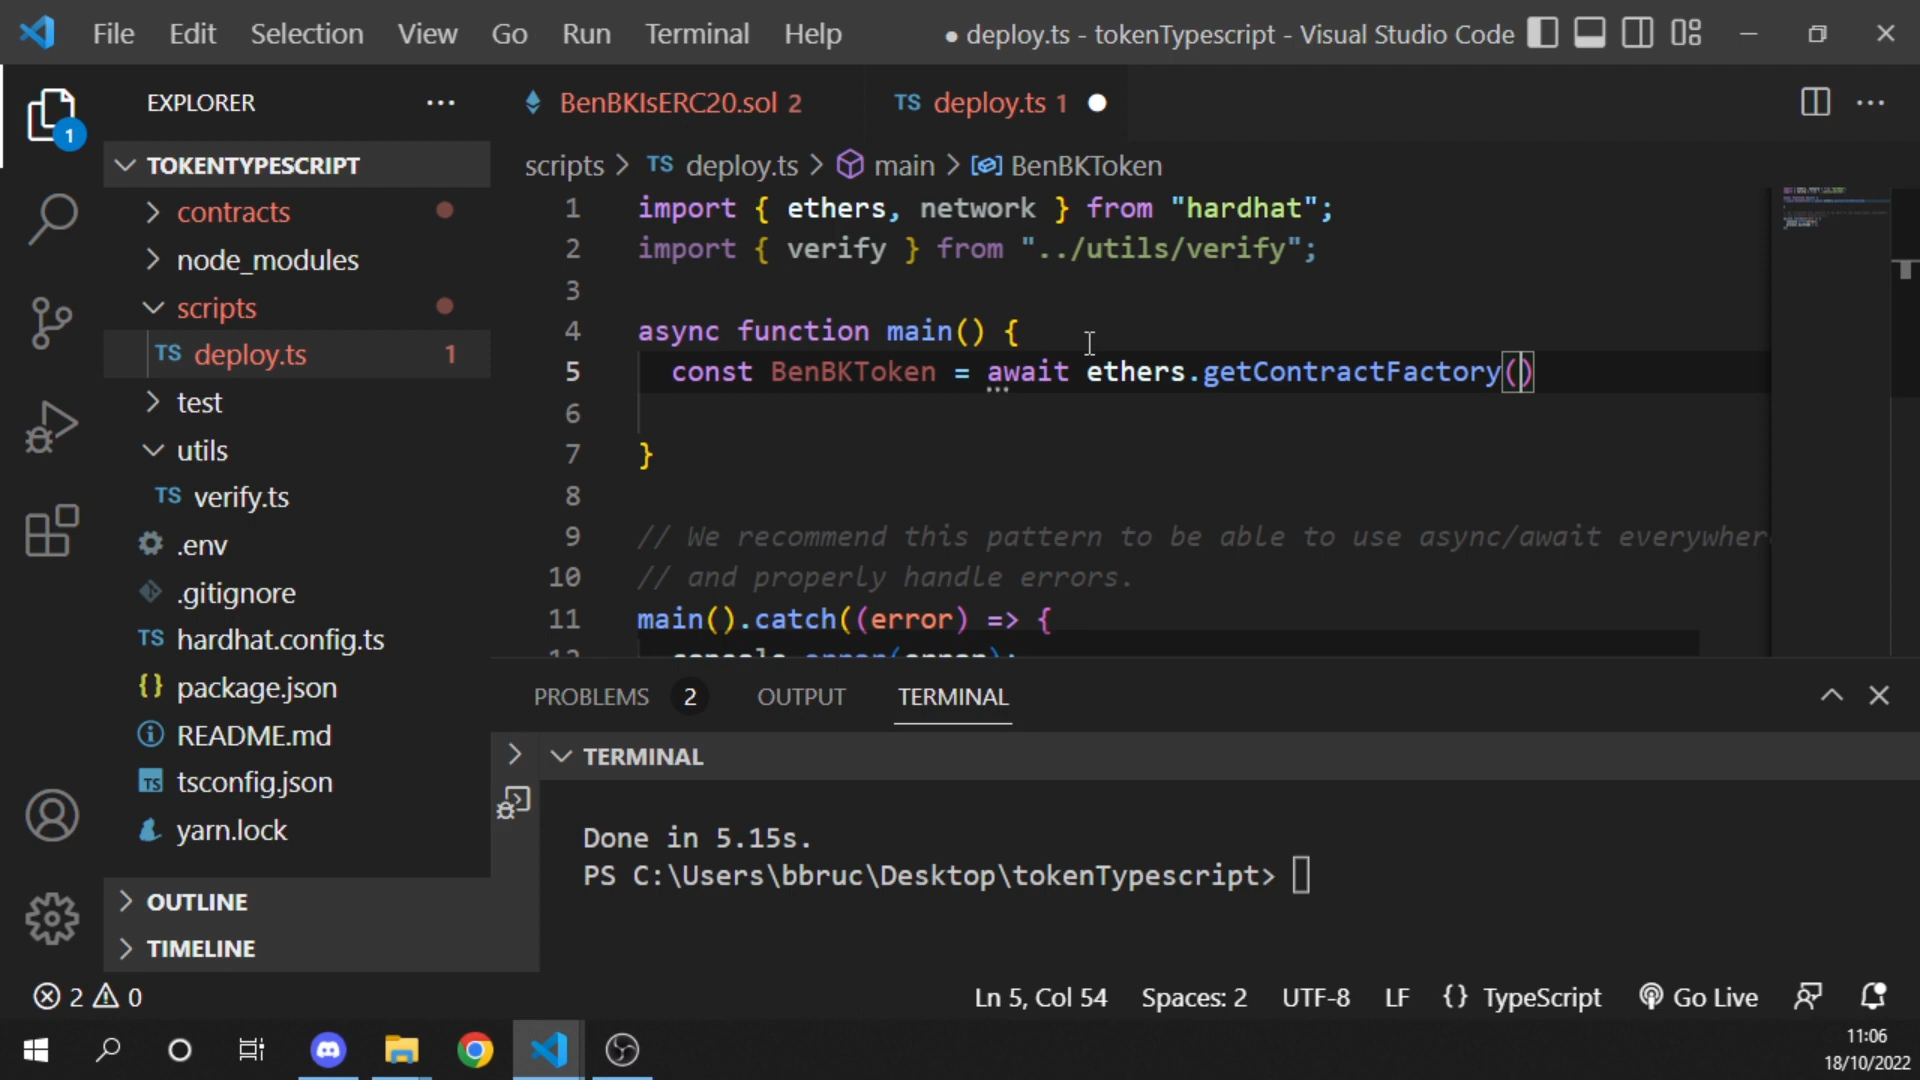 File Edit Selection View Go Run Terminal Help
● deploy.ts - tokenTypescript - Visual Studio Code
EXPLORER
BenBKIsERC20.sol 2
TS deploy.ts 1
TOKENTYPESCRIPT
scripts > TS deploy.ts > main > BenBKToken
contracts
node_modules
scripts
TS deploy.ts 1
test
utils
TS verify.ts
.env
.gitignore
TS hardhat.config.ts
{} package.json
README.md
TS tsconfig.json
yarn.lock
OUTLINE
TIMELINE
1 import { ethers, network } from "hardhat";
2 import { verify } from "../utils/verify";
3
4 async function main() {
5 const BenBKToken = await ethers.getContractFactory()
6
7 }
8
9 // We recommend this pattern to be able to use async/await everywher
10 // and properly handle errors.
11 main().catch((error) => {
12 console.error(error);
PROBLEMS 2 OUTPUT TERMINAL
TERMINAL
Done in 5.15s.
PS C:\Users\bbruc\Desktop\tokenTypescript>
1
2 0
Ln 5, Col 54 Spaces: 2 UTF-8 LF {} TypeScript Go Live
11:06
18/10/2022